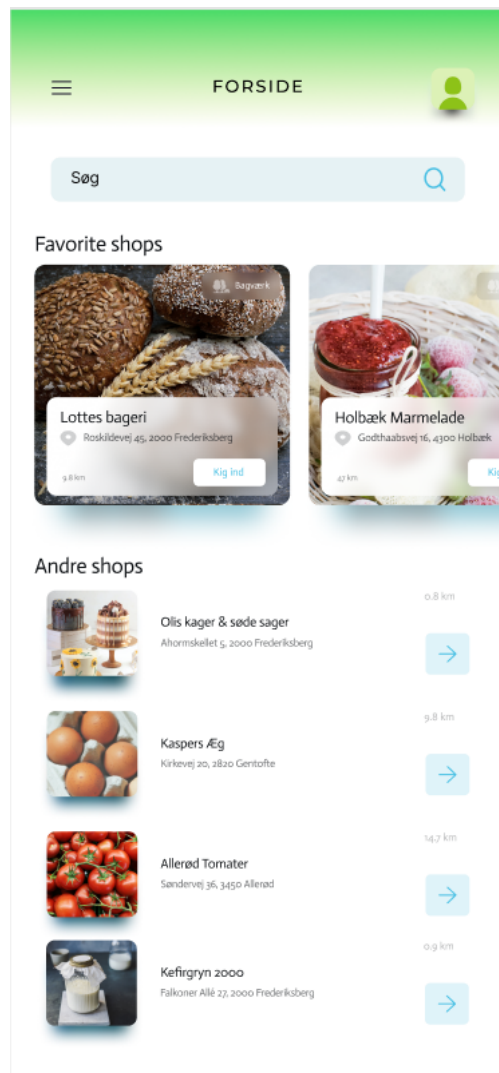 FORSIDE
Søg
Favorite shops
Bagværk
Lottes bageri
Roskildevej 45, 2000 Frederiksberg
9.8 km
Kig ind
Holbæk Marmelade
Godthaabsvej 16, 4300 Holbæk
47 km
Kig
Andre shops
0.8 km
Olis kager & søde sager
Ahornskellet 5, 2000 Frederiksberg
9.8 km
Kaspers Æg
Kirkevej 20, 2820 Gentofte
14.7 km
Allerød Tomater
Søndervej 36, 3450 Allerød
0.9 km
Kefirgryn 2000
Falkoner Allé 27, 2000 Frederiksberg